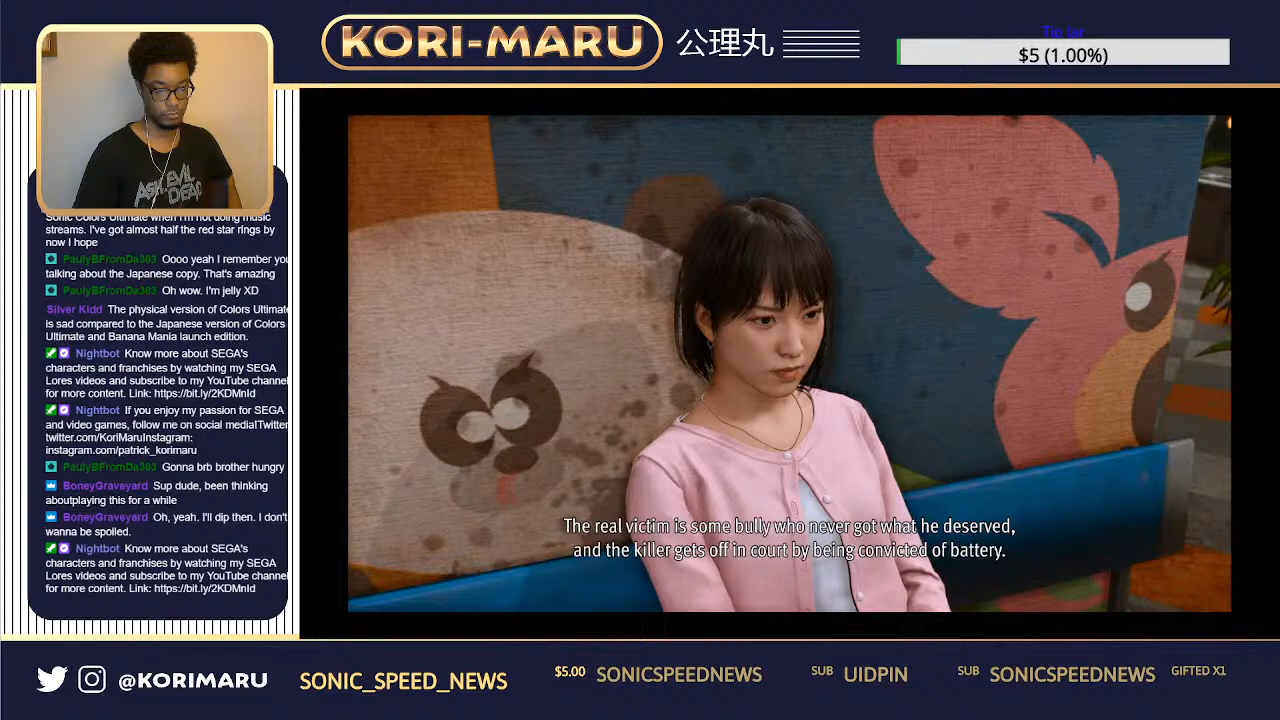 KORI-MARU 公理丸
Tip jar
$5 (1.00%)
ASH. EVIL
DEAD
Sonic Colors Ultimate when I'm not doing music
streams. I've got almost half the red star rings by
now I hope
PaulyBFromDa303 Oooo yeah I remember you
talking about the Japanese copy. That's amazing
PaulyBFromDa303 Oh wow. I'm jelly XD
Silver Kidd The physical version of Colors Ultimate
is sad compared to the Japanese version of Colors
Ultimate and Banana Mania launch edition.
Nightbot Know more about SEGA's
characters and franchises by watching my SEGA
Lores videos and subscribe to my YouTube channel
for more content. Link: https://bit.ly/2KDMnId
Nightbot If you enjoy my passion for SEGA
and video games, follow me on social media!Twitter:
twitter.com/KoriMaruInstagram:
instagram.com/patrick_korimaru
PaulyBFromDa303 Gonna brb brother hungry
BoneyGraveyard Sup dude, been thinking
aboutplaying this for a while
BoneyGraveyard Oh, yeah. I'll dip then. I don't
wanna be spoiled.
Nightbot Know more about SEGA's
characters and franchises by watching my SEGA
Lores videos and subscribe to my YouTube channel
for more content. Link: https://bit.ly/2KDMnId
The real victim is some bully who never got what he deserved,
and the killer gets off in court by being convicted of battery.
@KORIMARU SONIC_SPEED_NEWS $5.00 SONICSPEEDNEWS SUB UIDPIN SUB SONICSPEEDNEWS GIFTED X1